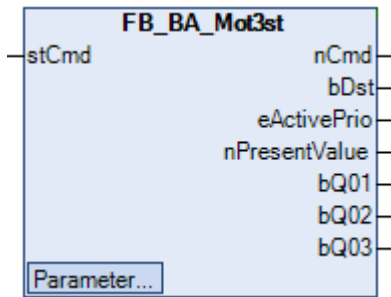 FB_BA_Mot3st
stCmd nCmd
bDst
eActivePrio
nPresentValue
bQ01
bQ02
bQ03
Parameter...